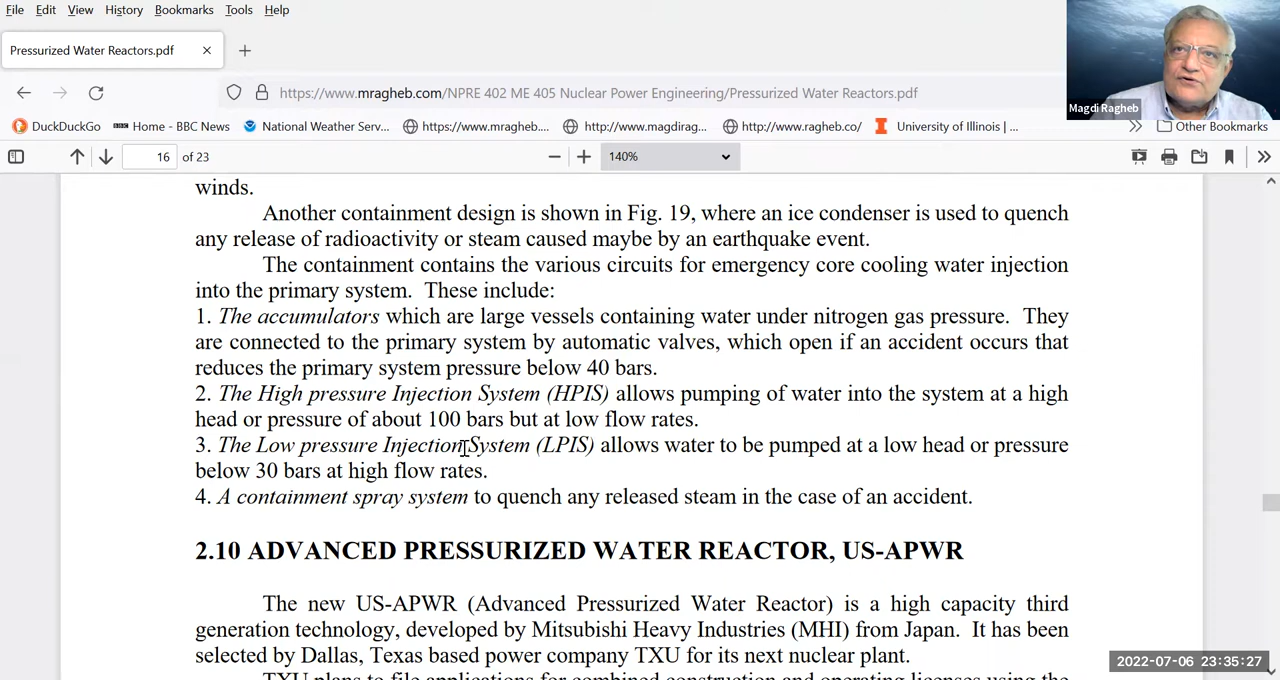 File Edit View History Bookmarks Tools Help
Pressurized Water Reactors.pdf
https://www.mragheb.com/NPRE 402 ME 405 Nuclear Power Engineering/Pressurized Water Reactors.pdf
Magdi Ragheb
DuckDuckGo Home - BBC News National Weather Serv... https://www.mragheb.... http://www.magdirag... http://www.ragheb.co/ University of Illinois | ... Other Bookmarks
16 of 23 140%
winds.
Another containment design is shown in Fig. 19, where an ice condenser is used to quench
any release of radioactivity or steam caused maybe by an earthquake event.
The containment contains the various circuits for emergency core cooling water injection
into the primary system. These include:
1. The accumulators which are large vessels containing water under nitrogen gas pressure. They
are connected to the primary system by automatic valves, which open if an accident occurs that
reduces the primary system pressure below 40 bars.
2. The High pressure Injection System (HPIS) allows pumping of water into the system at a high
head or pressure of about 100 bars but at low flow rates.
3. The Low pressure Injection System (LPIS) allows water to be pumped at a low head or pressure
below 30 bars at high flow rates.
4. A containment spray system to quench any released steam in the case of an accident.
2.10 ADVANCED PRESSURIZED WATER REACTOR, US-APWR
The new US-APWR (Advanced Pressurized Water Reactor) is a high capacity third
generation technology, developed by Mitsubishi Heavy Industries (MHI) from Japan. It has been
selected by Dallas, Texas based power company TXU for its next nuclear plant.
TXU plans to file applications for combined construction and operating licenses using the
2022-07-06 23:35:27